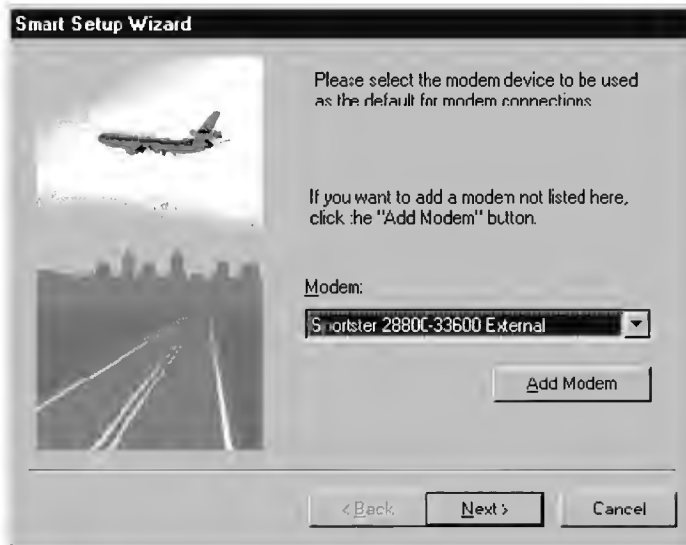 Smart Setup Wizard
Please select the modem device to be used
as the default for modem connections
If you want to add a modem not listed here,
click the "Add Modem" button.
Modem:
Sportster 28800-33600 External
Add Modem
< Back
Next >
Cancel